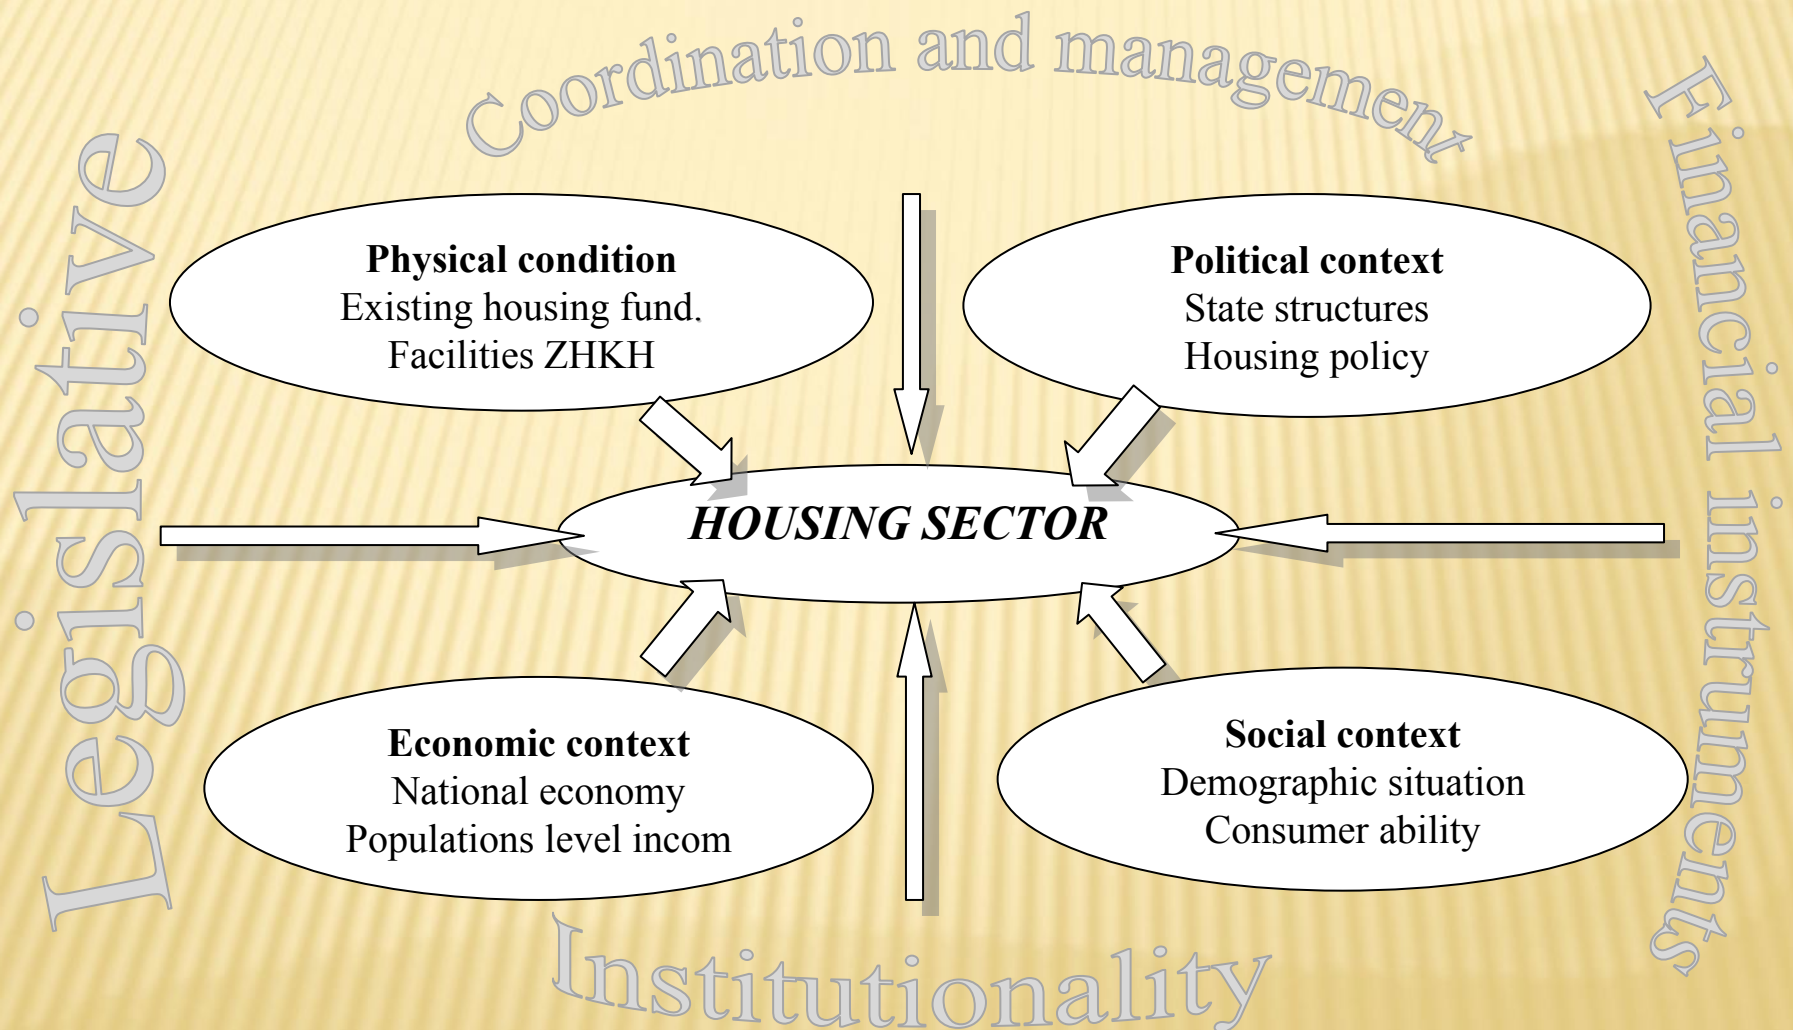 Coordination and management
Legislative
Financial instruments
Physical condition
Existing housing fund.
Facilities ZHKH
Political context
State structures
Housing policy
HOUSING SECTOR
Economic context
National economy
Populations level incom
Social context
Demographic situation
Consumer ability
Institutionality